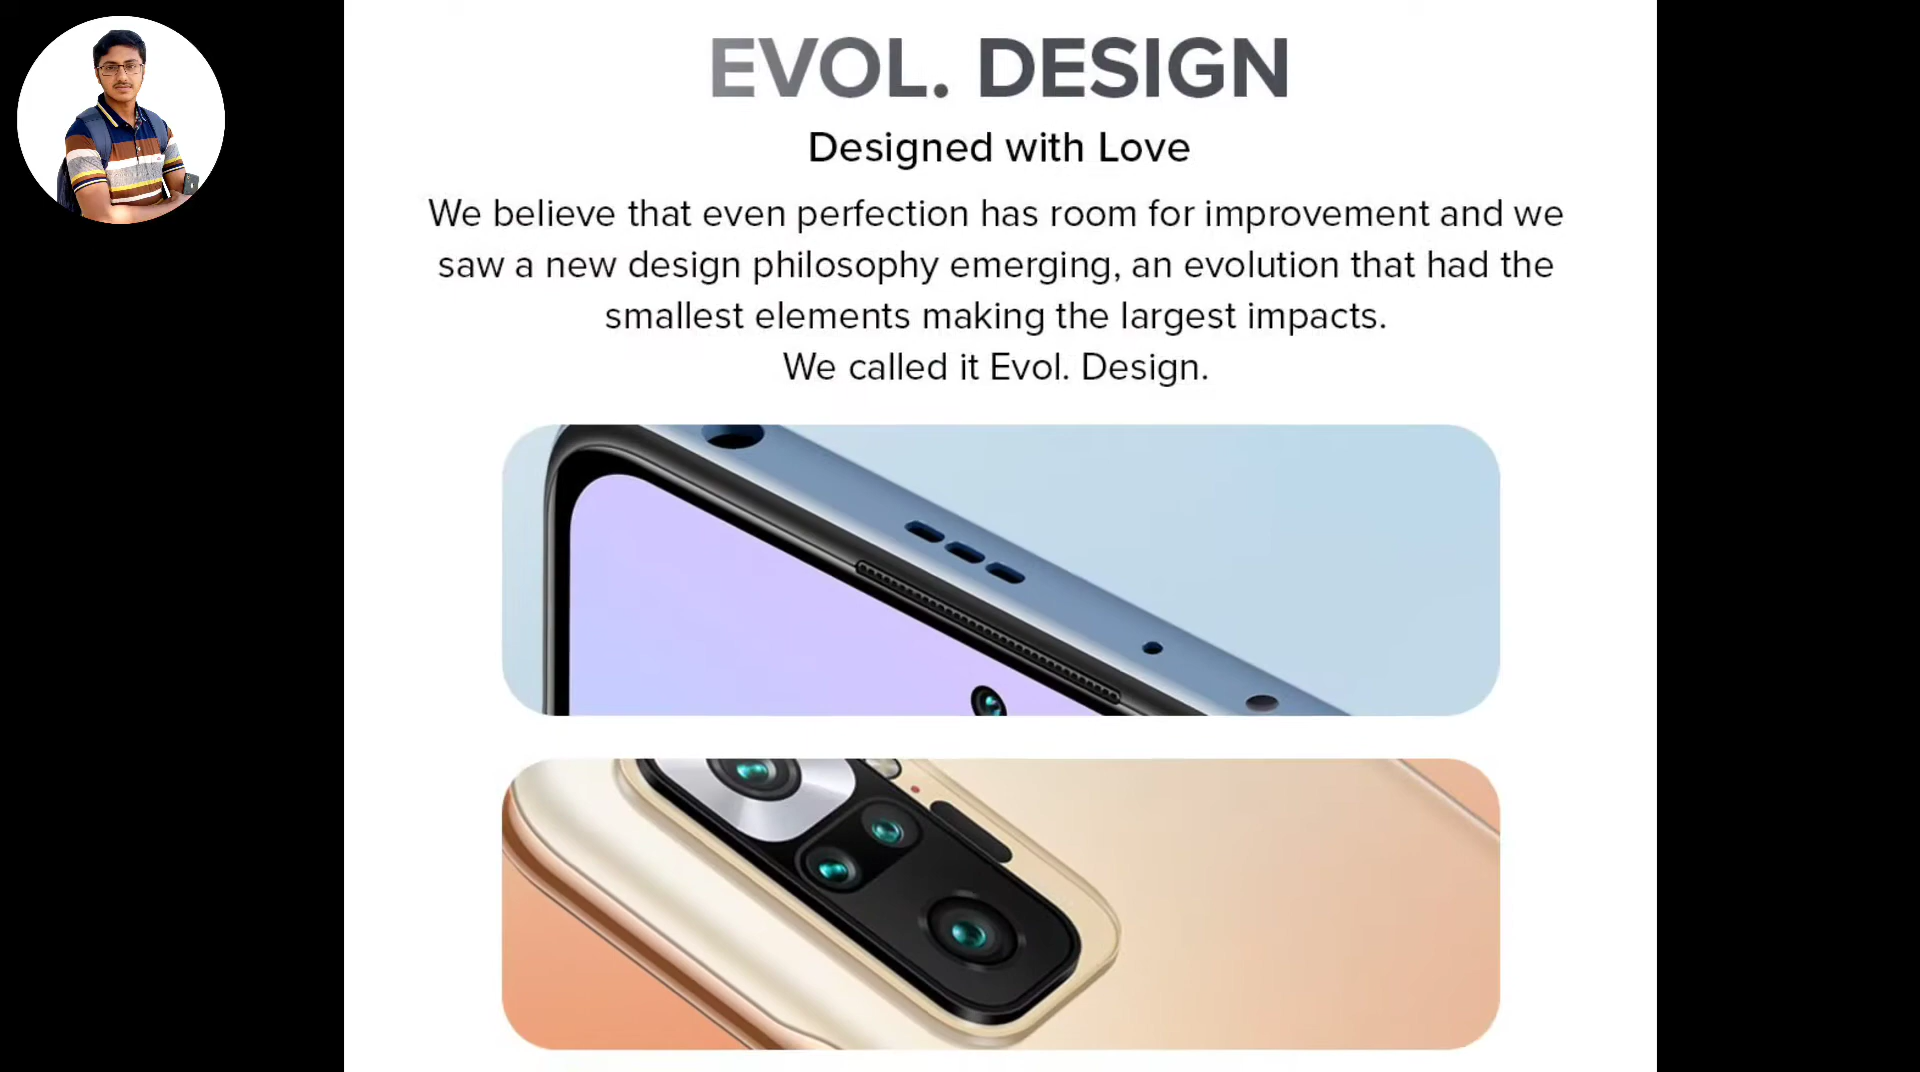 EVOL. DESIGN
Designed with Love
We believe that even perfection has room for improvement and we
saw a new design philosophy emerging, an evolution that had the
smallest elements making the largest impacts.
We called it Evol. Design.